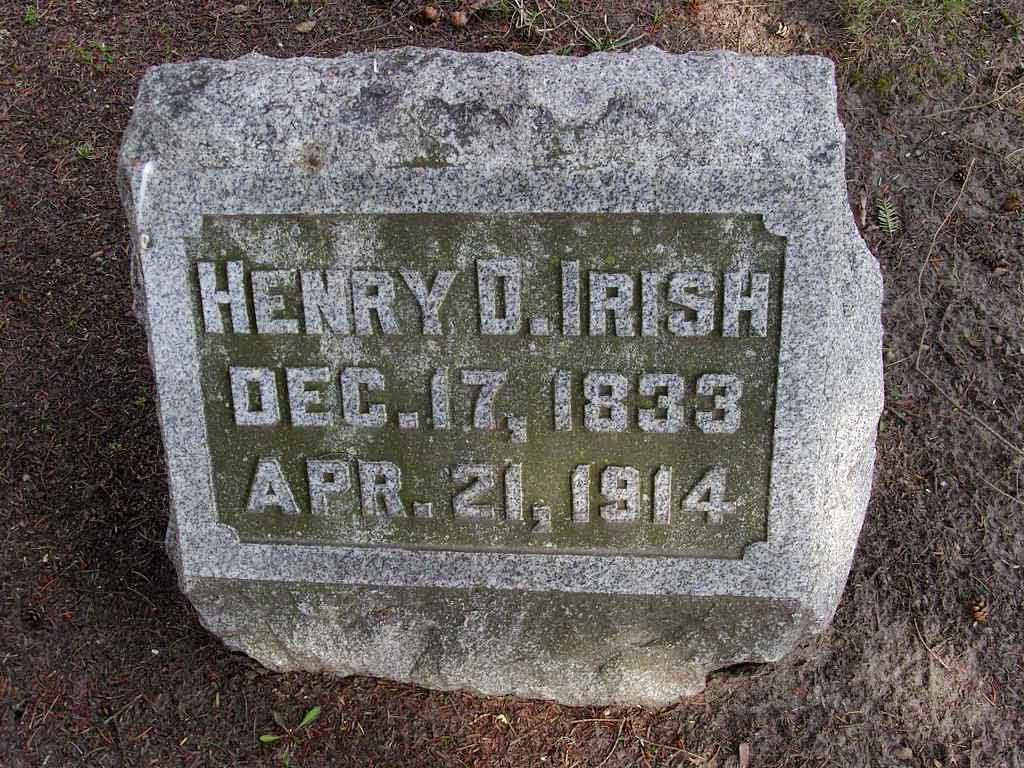 HENRY D. IRISH
DEC. 17, 1833
APR. 21, 1914